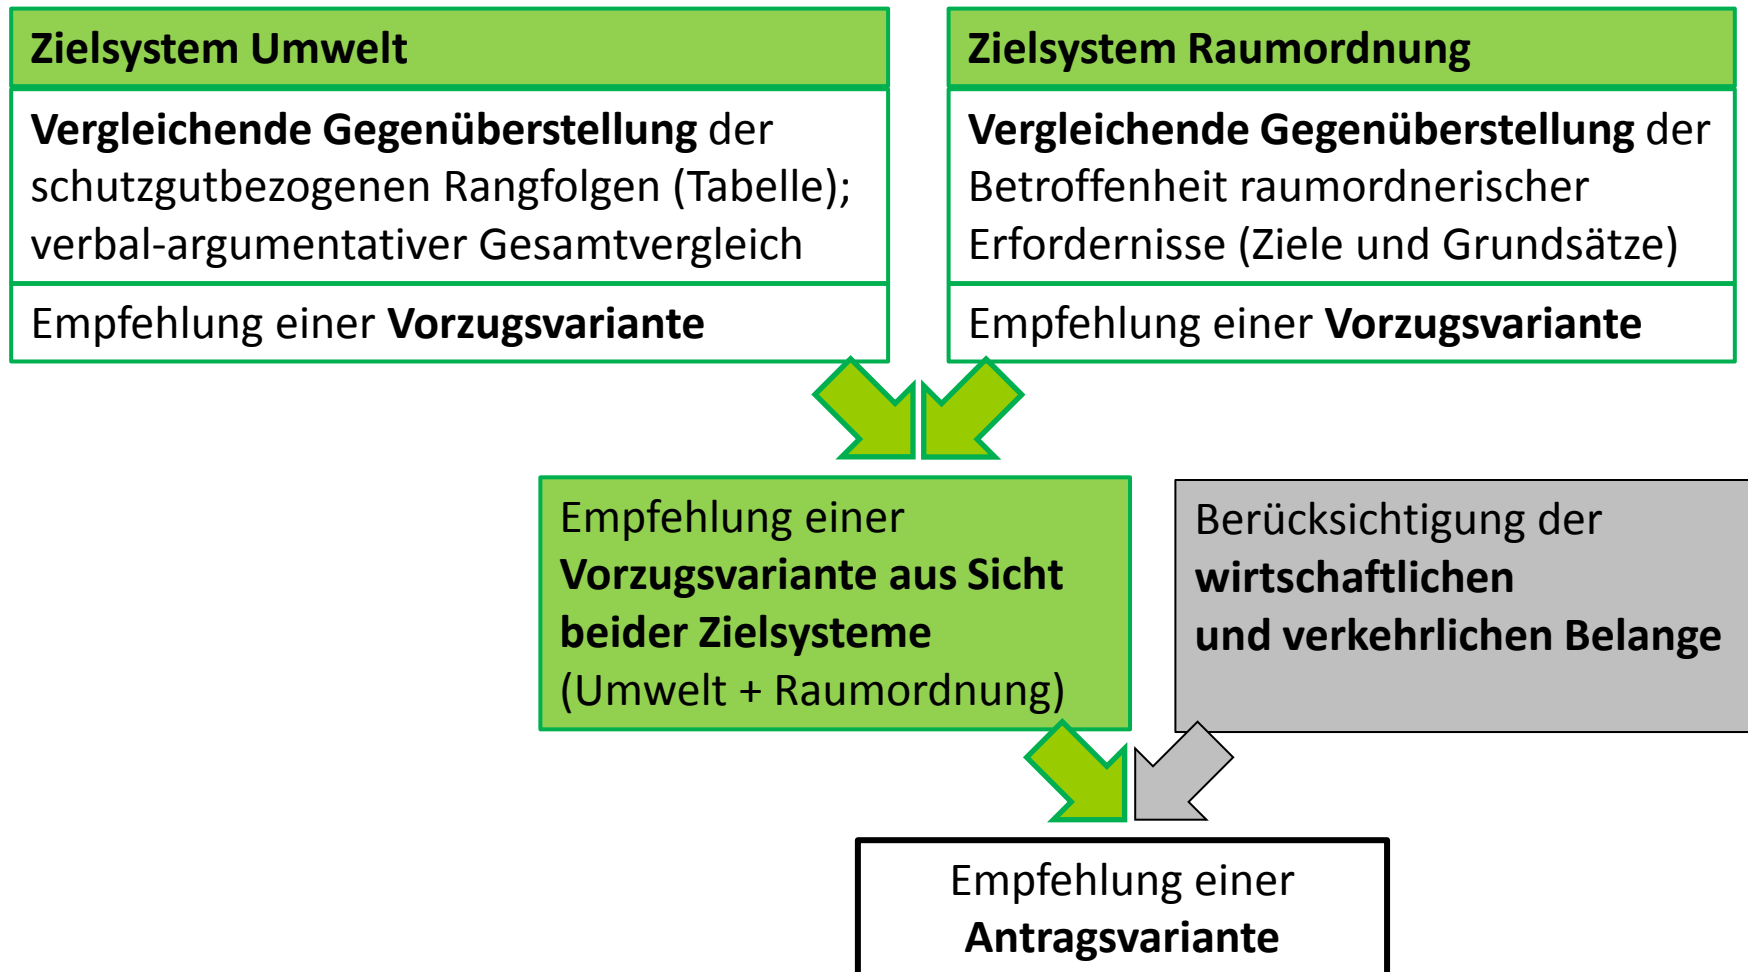 Zielsystem Umwelt
Vergleichende Gegenüberstellung der
schutzgutbezogenen Rangfolgen (Tabelle);
verbal-argumentativer Gesamtvergleich
Empfehlung einer Vorzugsvariante
Zielsystem Raumordnung
Vergleichende Gegenüberstellung der
Betroffenheit raumordnerischer
Erfordernisse (Ziele und Grundsätze)
Empfehlung einer Vorzugsvariante
Empfehlung einer
Vorzugsvariante aus Sicht
beider Zielsysteme
(Umwelt + Raumordnung)
Berücksichtigung der
wirtschaftlichen
und verkehrlichen Belange
Empfehlung einer
Antragsvariante